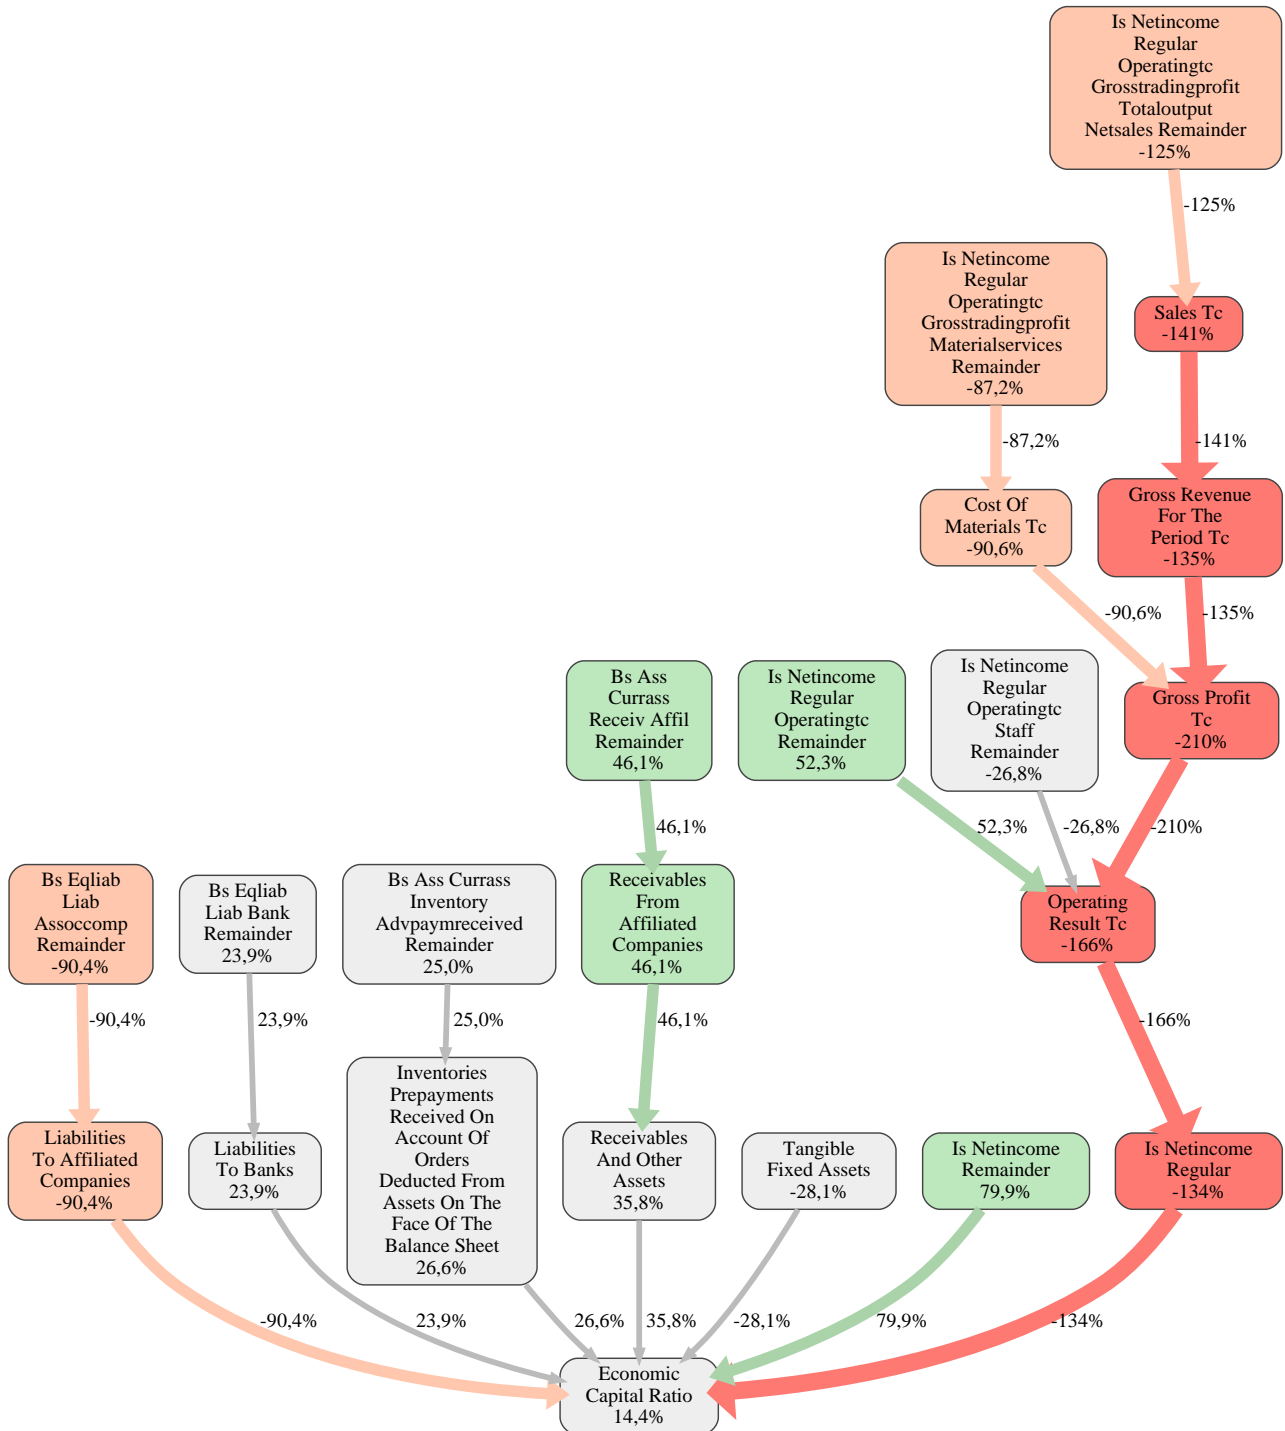 Is Netincome
Regular
Operatingtc
Grosstradingprofit
Totaloutput
Netsales Remainder
-125%
-125%
Is Netincome
Regular
Operatingtc
Grosstradingprofit
Materialservices
Remainder
-87,2%
Sales Tc
-141%
-87,2%
-141%
Cost Of
Materials Tc
-90,6%
Gross Revenue
For The
Period Tc
-135%
-90,6%
-135%
Bs Ass
Currass
Receiv Affil
Remainder
46,1%
Is Netincome
Regular
Operatingtc
Remainder
52,3%
Is Netincome
Regular
Operatingtc
Staff
Remainder
-26,8%
Gross Profit
Tc
-210%
46,1%
52,3%
-26,8%
-210%
Bs Eqliab
Liab
Assoccomp
Remainder
-90,4%
Bs Eqliab
Liab Bank
Remainder
23,9%
Bs Ass Currass
Inventory
Advpaymreceived
Remainder
25,0%
Receivables
From
Affiliated
Companies
46,1%
Operating
Result Tc
-166%
-90,4%
23,9%
25,0%
46,1%
-166%
Liabilities
To Affiliated
Companies
-90,4%
Liabilities
To Banks
23,9%
Inventories
Prepayments
Received On
Account Of
Orders
Deducted From
Assets On The
Face Of The
Balance Sheet
26,6%
Receivables
And Other
Assets
35,8%
Tangible
Fixed Assets
-28,1%
Is Netincome
Remainder
79,9%
Is Netincome
Regular
-134%
-90,4%
23,9%
26,6%
35,8%
-28,1%
79,9%
-134%
Economic
Capital Ratio
14,4%